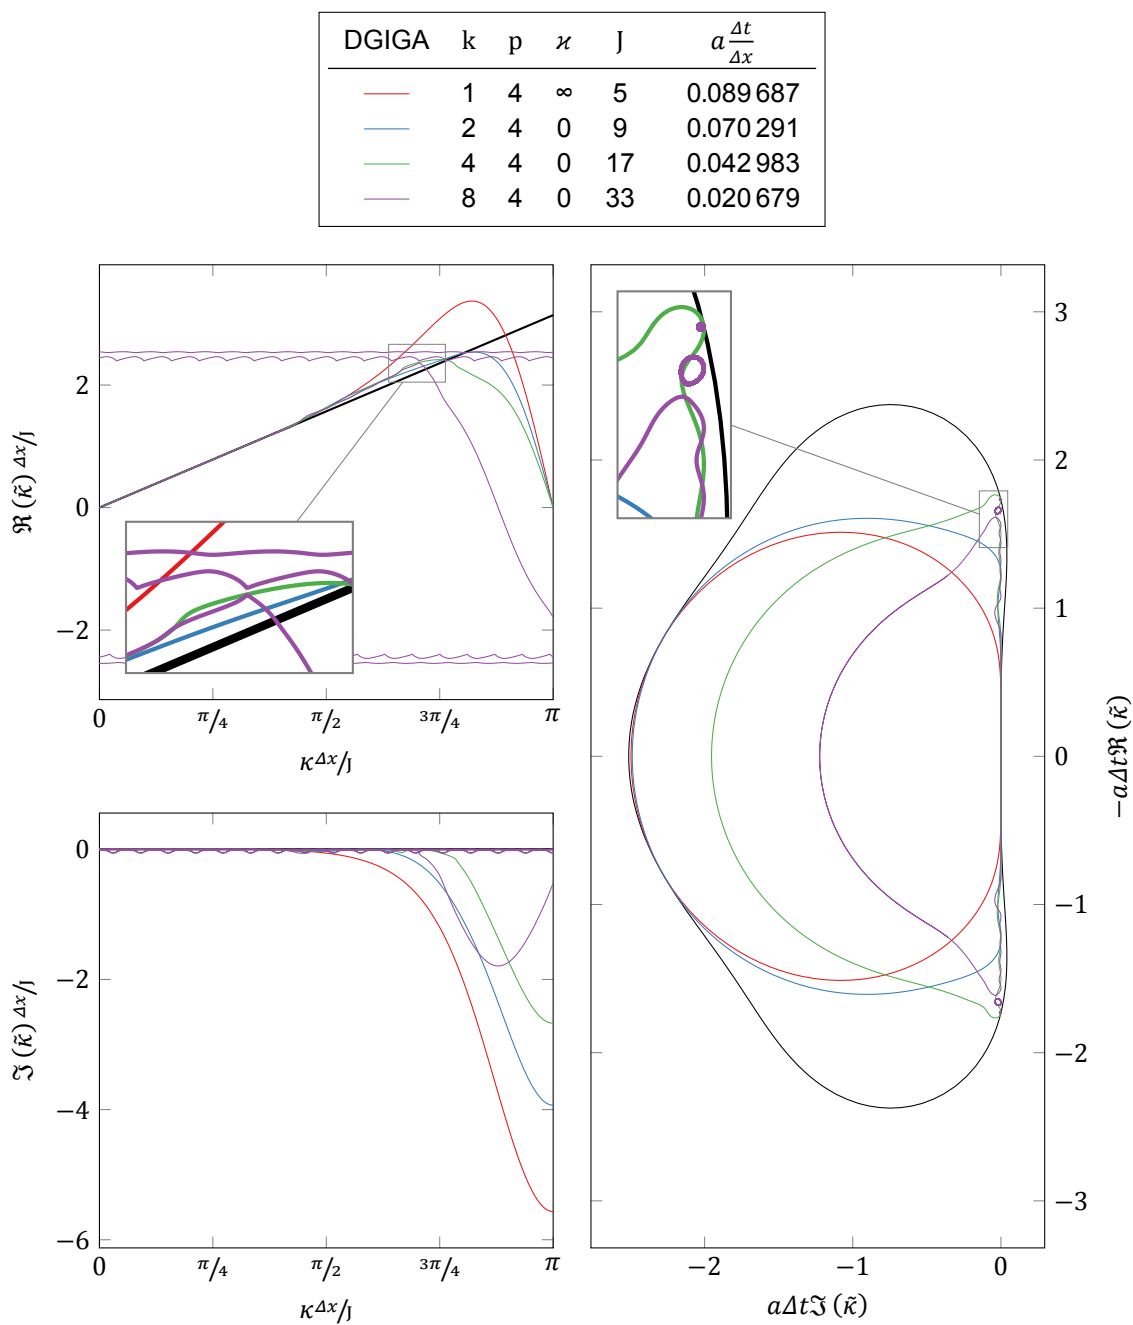 DGIGA k p ϰ J a Δt/Δx
1 4 ∞ 5 0.089 687
2 4 0 9 0.070 291
4 4 0 17 0.042 983
8 4 0 33 0.020 679
ℜ (κ̃) Δx/J
2
0
−2
0 π/4 π/2 3π/4 π
κ Δx/J
ℑ (κ̃) Δx/J
0
−2
−4
−6
0 π/4 π/2 3π/4 π
κ Δx/J
3
2
1
0
−1
−2
−3
−aΔtℜ (κ̃)
−2 −1 0
aΔtℑ (κ̃)